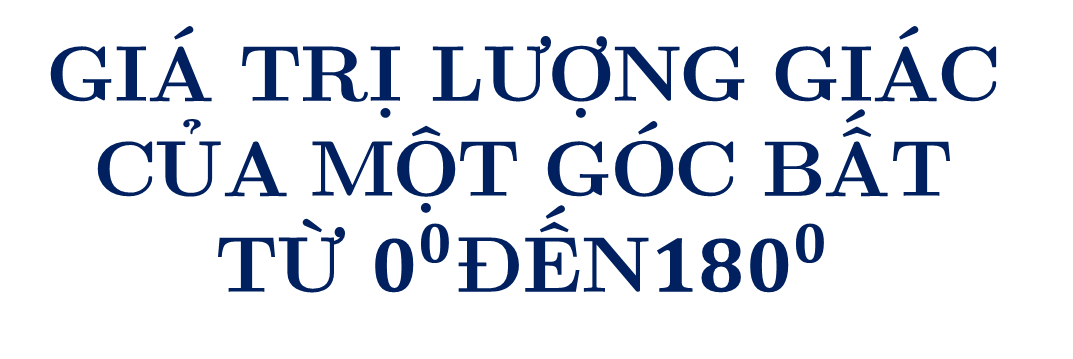 GIÁ TRỊ LƯỢNG GIÁC
CỦA MỘT GÓC BẤT
TỪ 0⁰ĐẾN180⁰